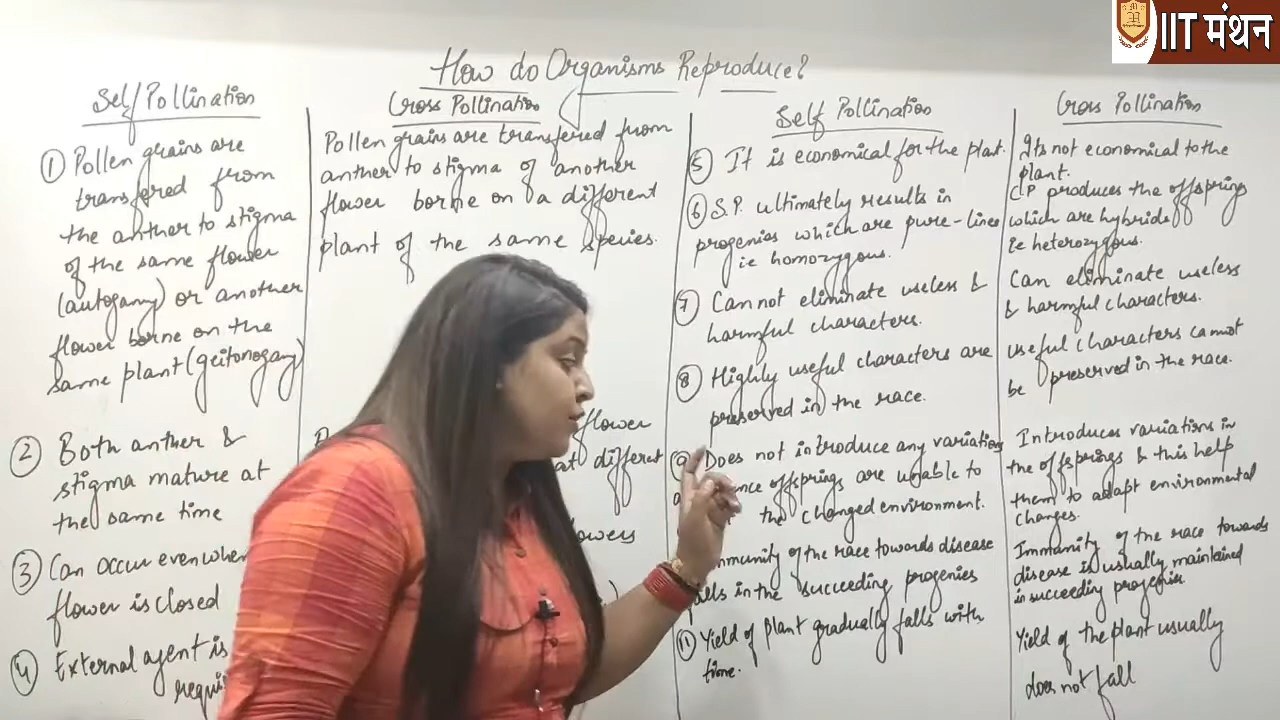 IIT मंथन
How do Organisms Reproduce?
Self Pollination
① Pollen grains are
transfered from
the anther to stigma
of the same flower
(autogamy) or another
flower borne on the
same plant (geitonogamy)
② Both anther &
stigma mature at
the same time
③ Can occur even when
flower is closed
④ External agent is
Cross Pollination
Pollen grains are transferred from
anther to stigma of another
flower borne on a different
plant of the same species.
flower
at different
Self Pollination
⑤ It is economical for the plant.
⑥ S.P. ultimately results in
progenies which are pure-lines
ie homozygous.
⑦ Cannot eliminate useless &
harmful characters.
⑧ Highly useful characters are
preserved in the race.
⑨ Does not introduce any variation
offsprings are unable to
the changed environment.
of the race towards disease
in the succeeding progenies
⑪ Yield of plant gradually falls with
time.
Cross Pollination
Its not economical to the
plant.
CP produces the offsprings
which are hybrids
ie heterozygous.
Can eliminate useless
& harmful characters.
Useful characters cannot
be preserved in the race.
Introduces variations in
the offsprings & this help
them to adapt environmental
changes.
Immunity of the race towards
disease is usually maintained
in succeeding progenies
Yield of the plant usually
does not fall